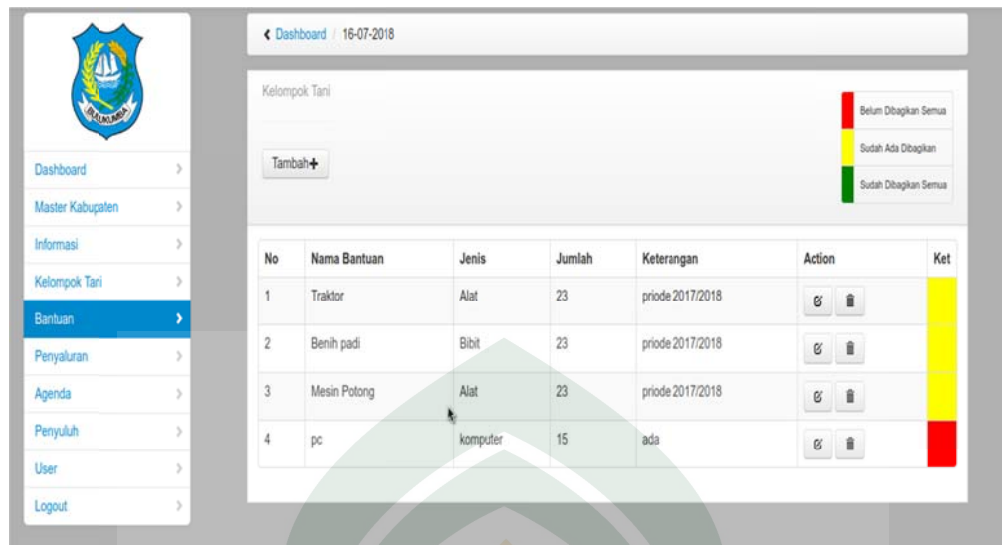 BULUKUMBA
Dashboard
Master Kabupaten
Informasi
Kelompok Tari
Bantuan
Penyaluran
Agenda
Penyuluh
User
Logout
Dashboard / 16-07-2018
Kelompok Tani
Tambah+
Belum Dibagikan Semua
Sudah Ada Dibagikan
Sudah Dibagikan Semua
No Nama Bantuan Jenis Jumlah Keterangan Action Ket
1 Traktor Alat 23 priode 2017/2018
2 Benih padi Bibit 23 priode 2017/2018
3 Mesin Potong Alat 23 priode 2017/2018
4 pc komputer 15 ada